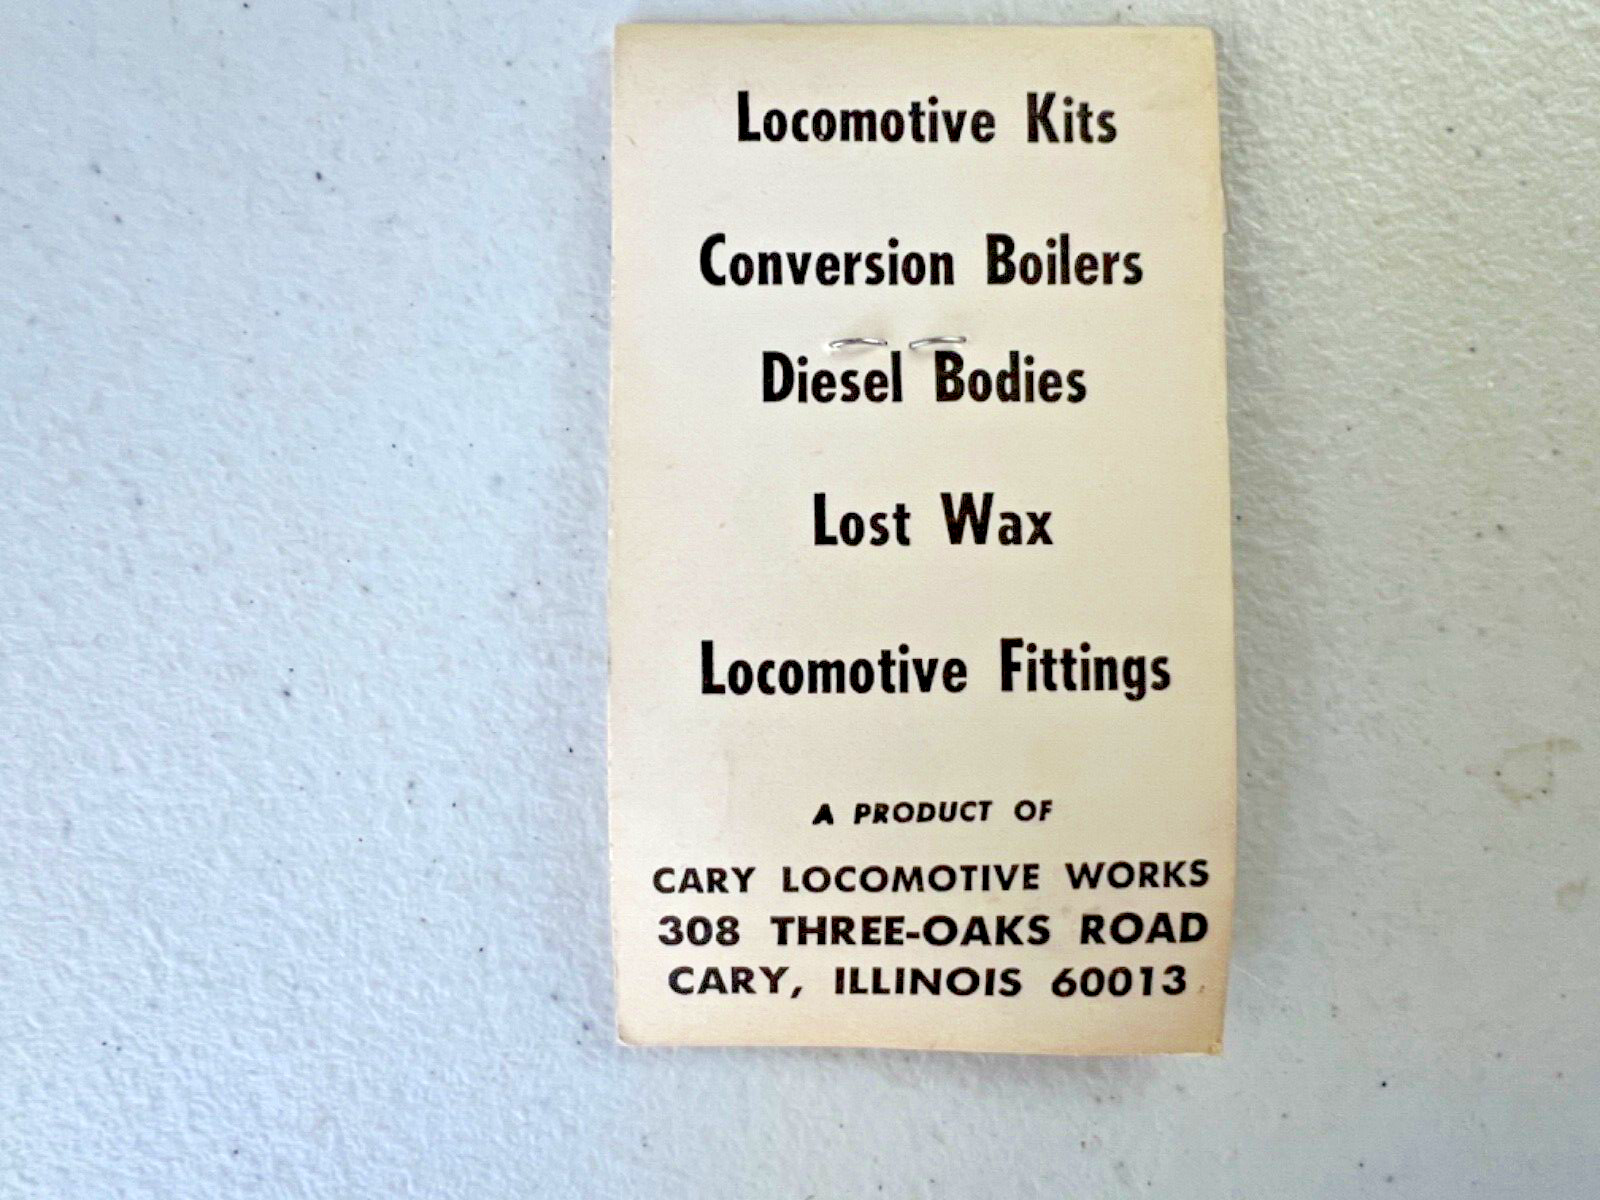 Locomotive Kits
Conversion Boilers
Diesel Bodies
Lost Wax
Locomotive Fittings
A PRODUCT OF
CARY LOCOMOTIVE WORKS
308 THREE-OAKS ROAD
CARY, ILLINOIS 60013